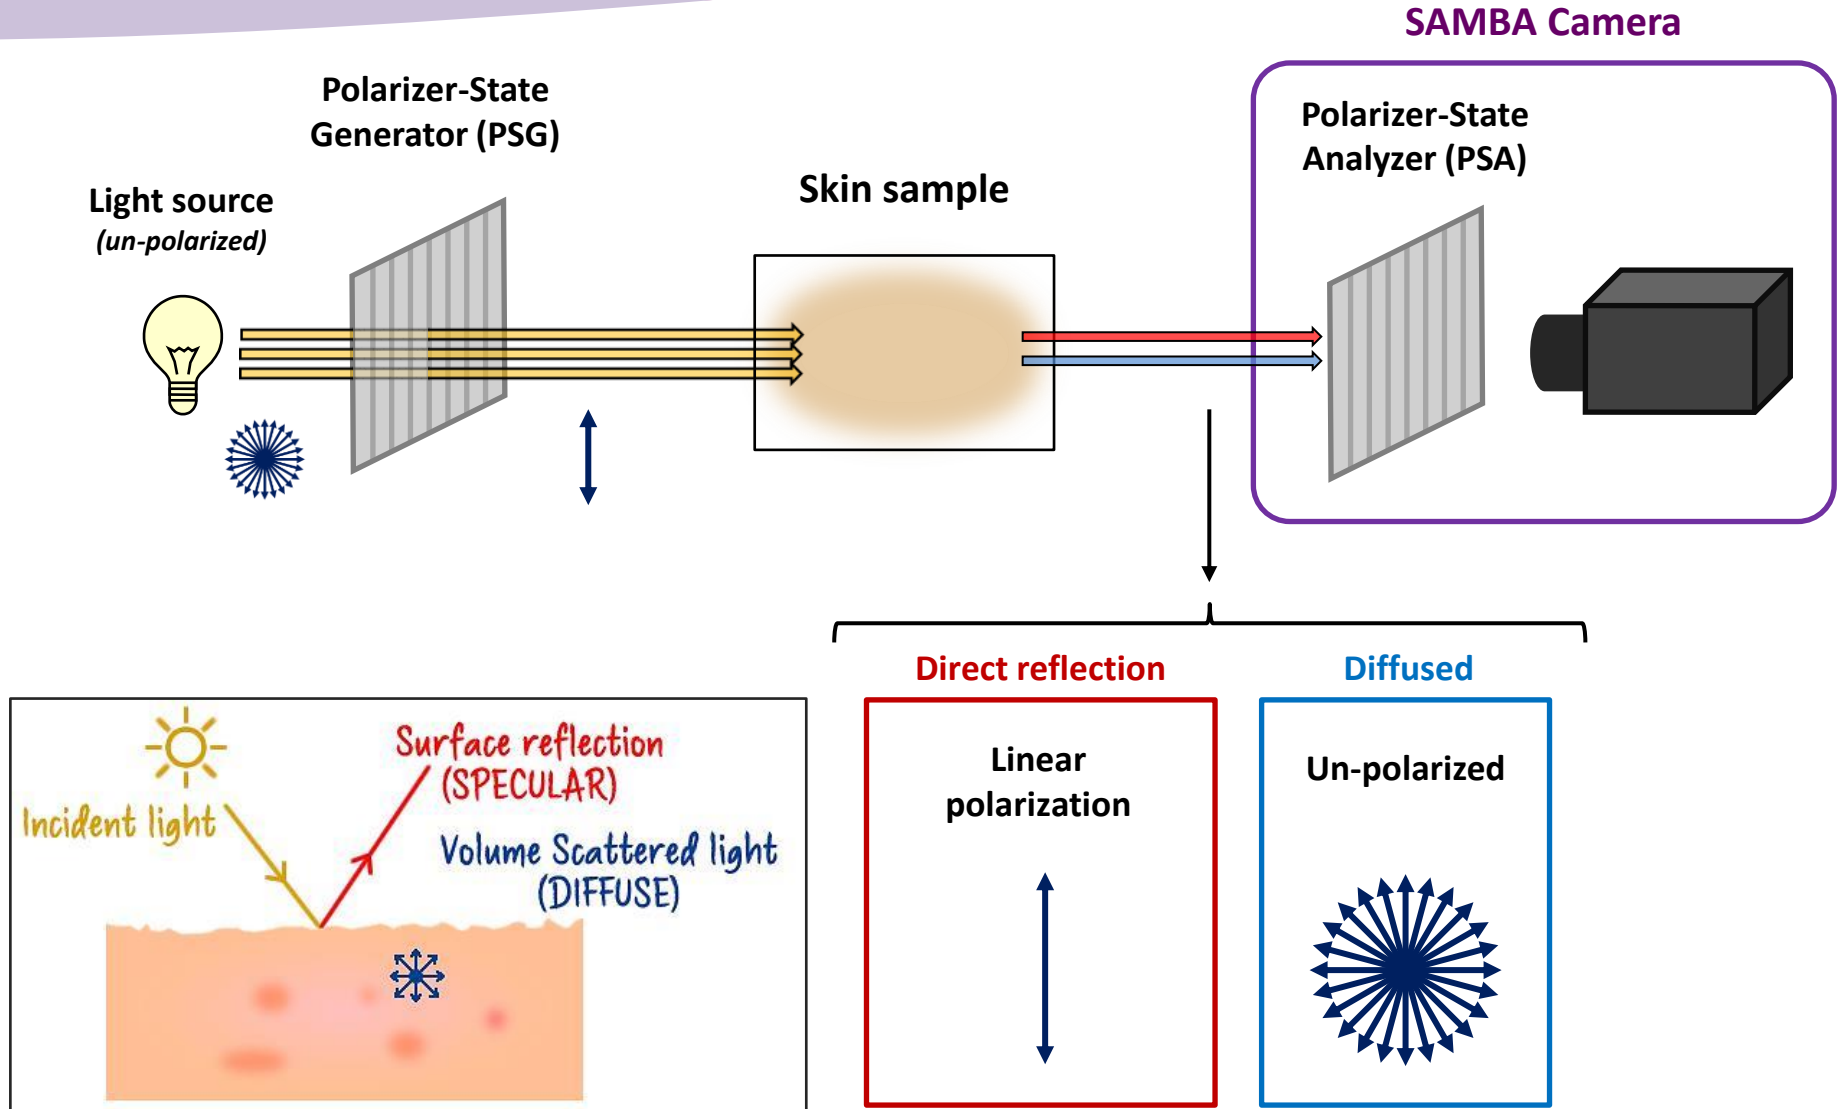 SAMBA Camera
Polarizer-State
Generator (PSG)
Polarizer-State
Analyzer (PSA)
Light source
(un-polarized)
Skin sample
Direct reflection
Diffused
Linear
polarization
Un-polarized
Surface reflection
(SPECULAR)
Incident light
Volume Scattered light
(DIFFUSE)